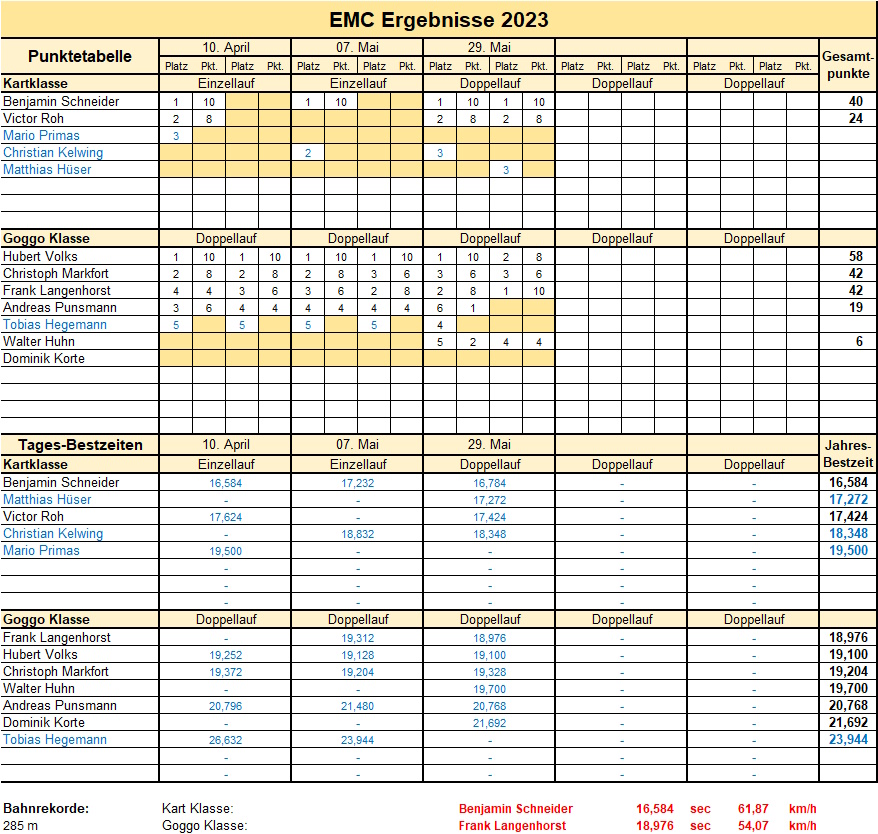 EMC Ergebnisse 2023
Punktetabelle 10. April 07. Mai 29. Mai Gesamt-punkte
Platz Pkt. Platz Pkt. Platz Pkt. Platz Pkt. Platz Pkt. Platz Pkt. Platz Pkt. Platz Pkt. Platz Pkt. Platz Pkt.
Kartklasse Einzellauf Einzellauf Doppellauf Doppellauf Doppellauf
Benjamin Schneider 1 10 1 10 1 10 1 10 40
Victor Roh 2 8 2 8 2 8 24
Mario Primas 3
Christian Kelwing 2 3
Matthias Hüser 3
Goggo Klasse Doppellauf Doppellauf Doppellauf Doppellauf Doppellauf
Hubert Volks 1 10 1 10 1 10 1 10 1 10 2 8 58
Christoph Markfort 2 8 2 8 2 8 3 6 3 6 3 6 42
Frank Langenhorst 4 4 3 6 3 6 2 8 2 8 1 10 42
Andreas Punsmann 3 6 4 4 4 4 4 4 6 1 19
Tobias Hegemann 5 5 5 5 4
Walter Huhn 5 2 4 4 6
Dominik Korte
Tages-Bestzeiten 10. April 07. Mai 29. Mai Jahres-Bestzeit
Kartklasse Einzellauf Einzellauf Doppellauf Doppellauf Doppellauf
Benjamin Schneider 16,584 17,232 16,784 - - 16,584
Matthias Hüser - - 17,272 - - 17,272
Victor Roh 17,624 - 17,424 - - 17,424
Christian Kelwing - 18,832 18,348 - - 18,348
Mario Primas 19,500 - - - - 19,500
- - - - -
- - - - -
- - - - -
Goggo Klasse Doppellauf Doppellauf Doppellauf Doppellauf Doppellauf
Frank Langenhorst - 19,312 18,976 - - 18,976
Hubert Volks 19,252 19,128 19,100 - - 19,100
Christoph Markfort 19,372 19,204 19,328 - - 19,204
Walter Huhn - - 19,700 - - 19,700
Andreas Punsmann 20,796 21,480 20,768 - - 20,768
Dominik Korte - - 21,692 - - 21,692
Tobias Hegemann 26,632 23,944 - - - 23,944
- - - - -
- - - - -
Bahnrekorde: Kart Klasse: Benjamin Schneider 16,584 sec 61,87 km/h
285 m Goggo Klasse: Frank Langenhorst 18,976 sec 54,07 km/h